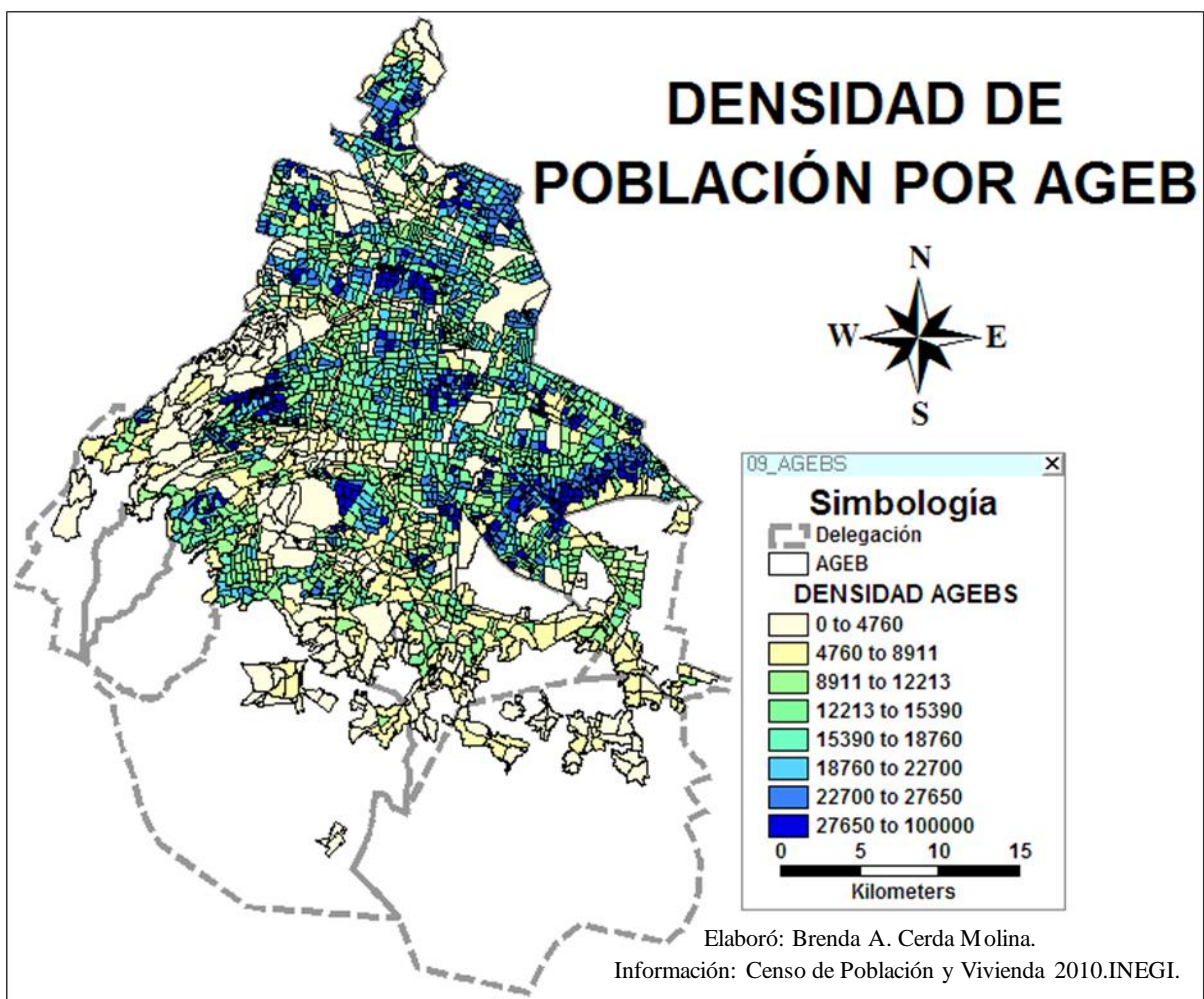 DENSIDAD DE
POBLACIÓN POR AGEB
N
W
E
S
09_AGEBS
Simbología
Delegación
AGEB
DENSIDAD AGEBS
0 to 4760
4760 to 8911
8911 to 12213
12213 to 15390
15390 to 18760
18760 to 22700
22700 to 27650
27650 to 100000
0 5 10 15
Kilometers
Elaboró: Brenda A. Cerda Molina.
Información: Censo de Población y Vivienda 2010.INEGI.